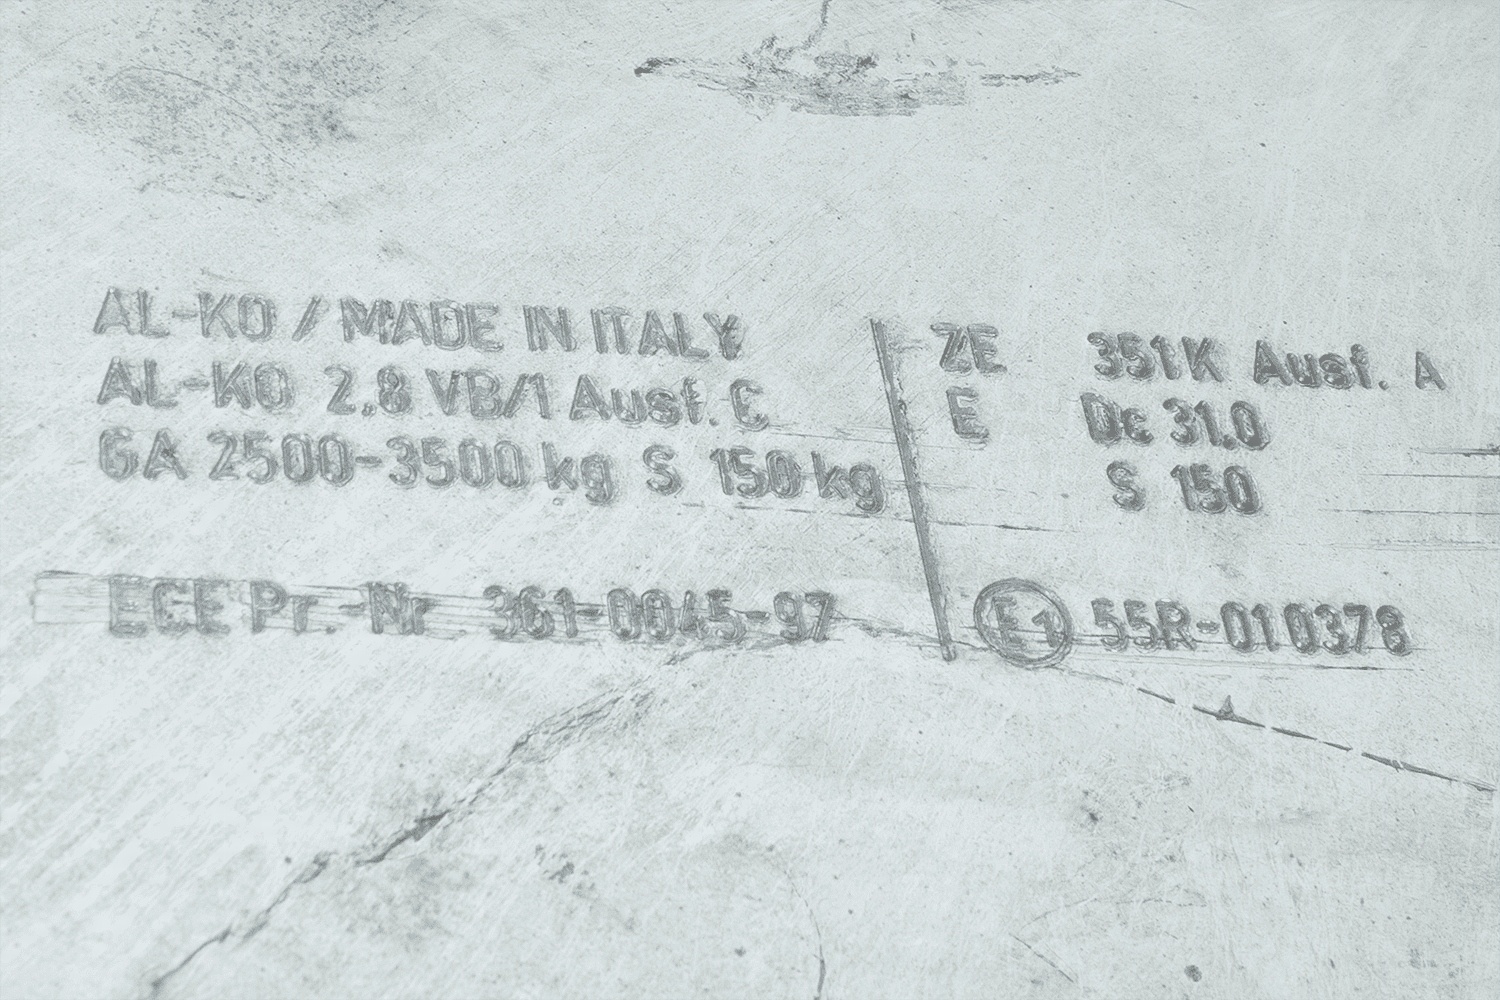 AL-KO / MADE IN ITALY
AL-KO 2.8 VB/1 Ausf. C
GA 2500-3500 kg S 150 kg
ECE Pr.-Nr 361-0045-97
ZE 351K Ausf. A
E Dc 31.0
S 150
E1 55R-010378